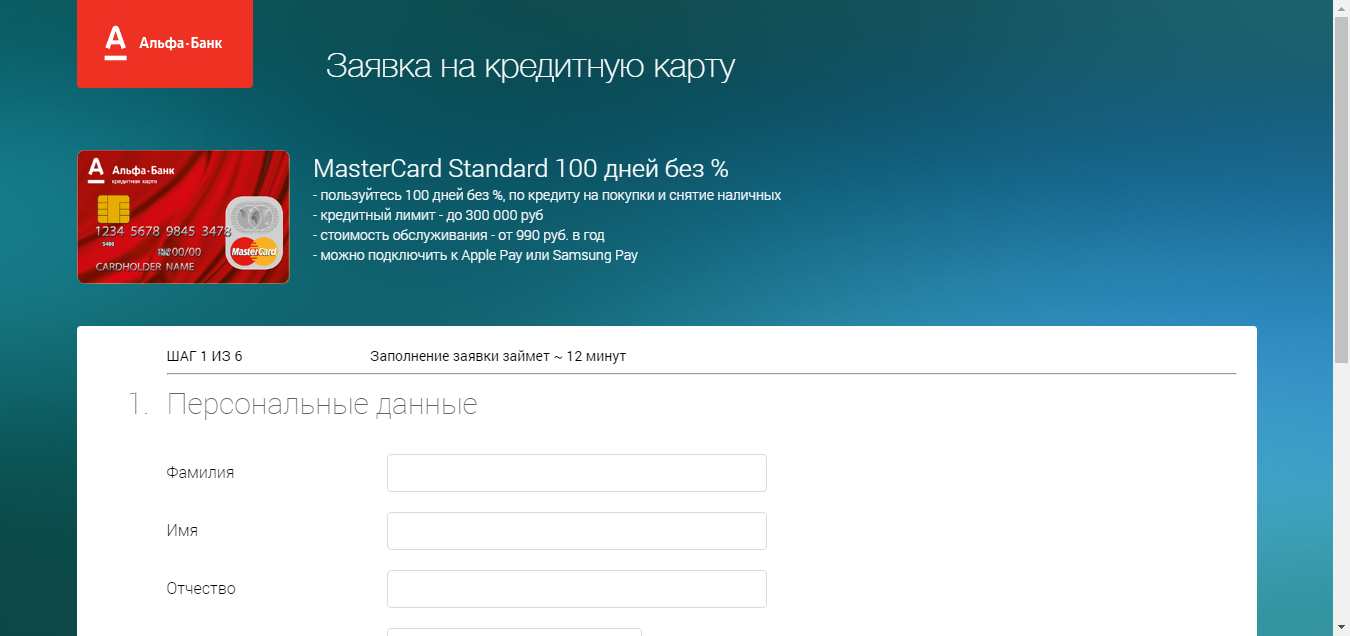 Альфа·Банк
Заявка на кредитную карту
Альфа·Банк
кредитная карта
1234 5678 9845 3478
5486
00/00
MasterCard
CARDHOLDER NAME
MasterCard Standard 100 дней без %
- пользуйтесь 100 дней без %, по кредиту на покупки и снятие наличных
- кредитный лимит - до 300 000 руб
- стоимость обслуживания - от 990 руб. в год
- можно подключить к Apple Pay или Samsung Pay
ШАГ 1 ИЗ 6
Заполнение заявки займет ~ 12 минут
1. Персональные данные
Фамилия
Имя
Отчество